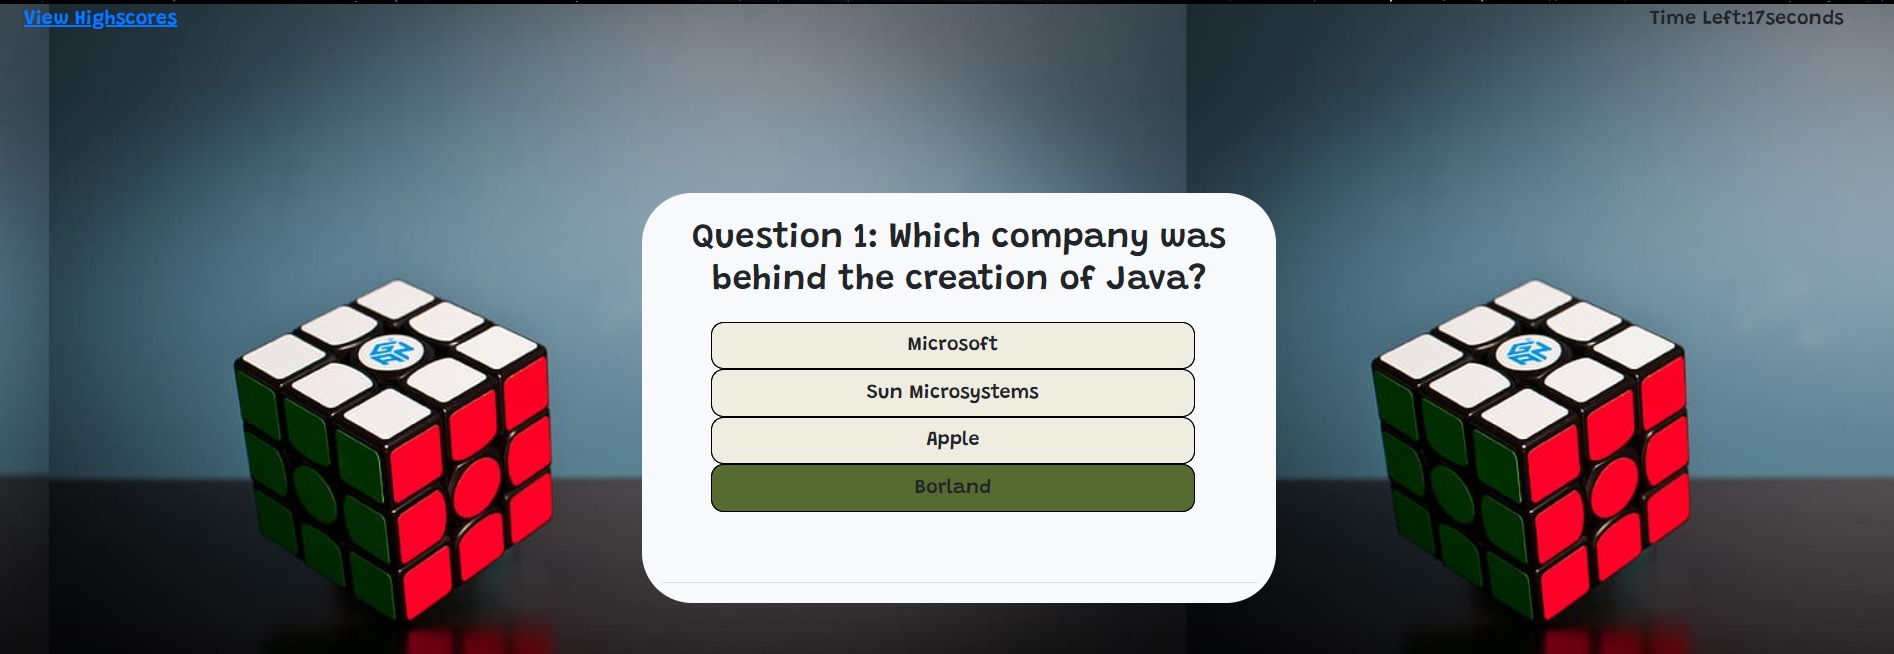 View Highscores
Time Left:17seconds
Question 1: Which company was
behind the creation of Java?
Microsoft
Sun Microsystems
Apple
Borland